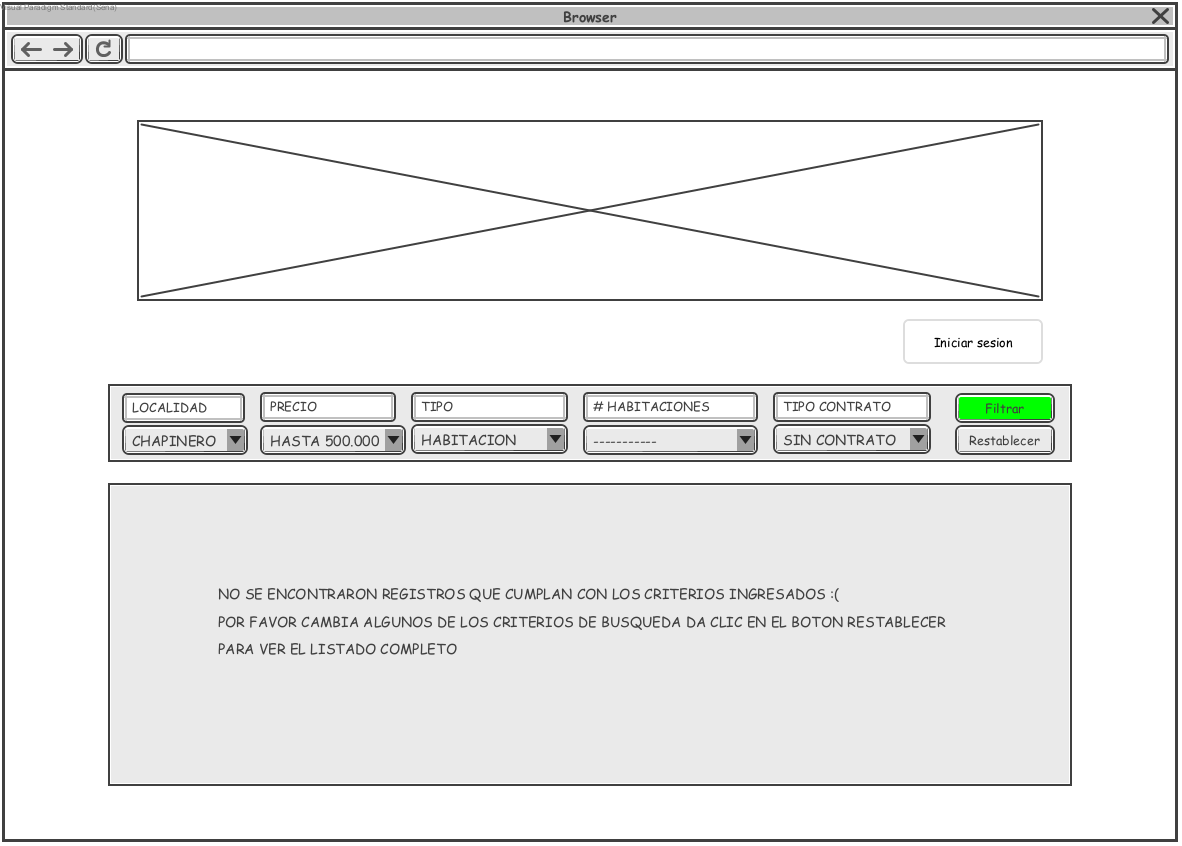 Visual Paradigm Standard(Seria)
Browser
Iniciar sesion
LOCALIDAD PRECIO TIPO # HABITACIONES TIPO CONTRATO Filtrar
CHAPINERO HASTA 500.000 HABITACION ----------- SIN CONTRATO Restablecer
NO SE ENCONTRARON REGISTROS QUE CUMPLAN CON LOS CRITERIOS INGRESADOS :(
POR FAVOR CAMBIA ALGUNOS DE LOS CRITERIOS DE BUSQUEDA DA CLIC EN EL BOTON RESTABLECER
PARA VER EL LISTADO COMPLETO